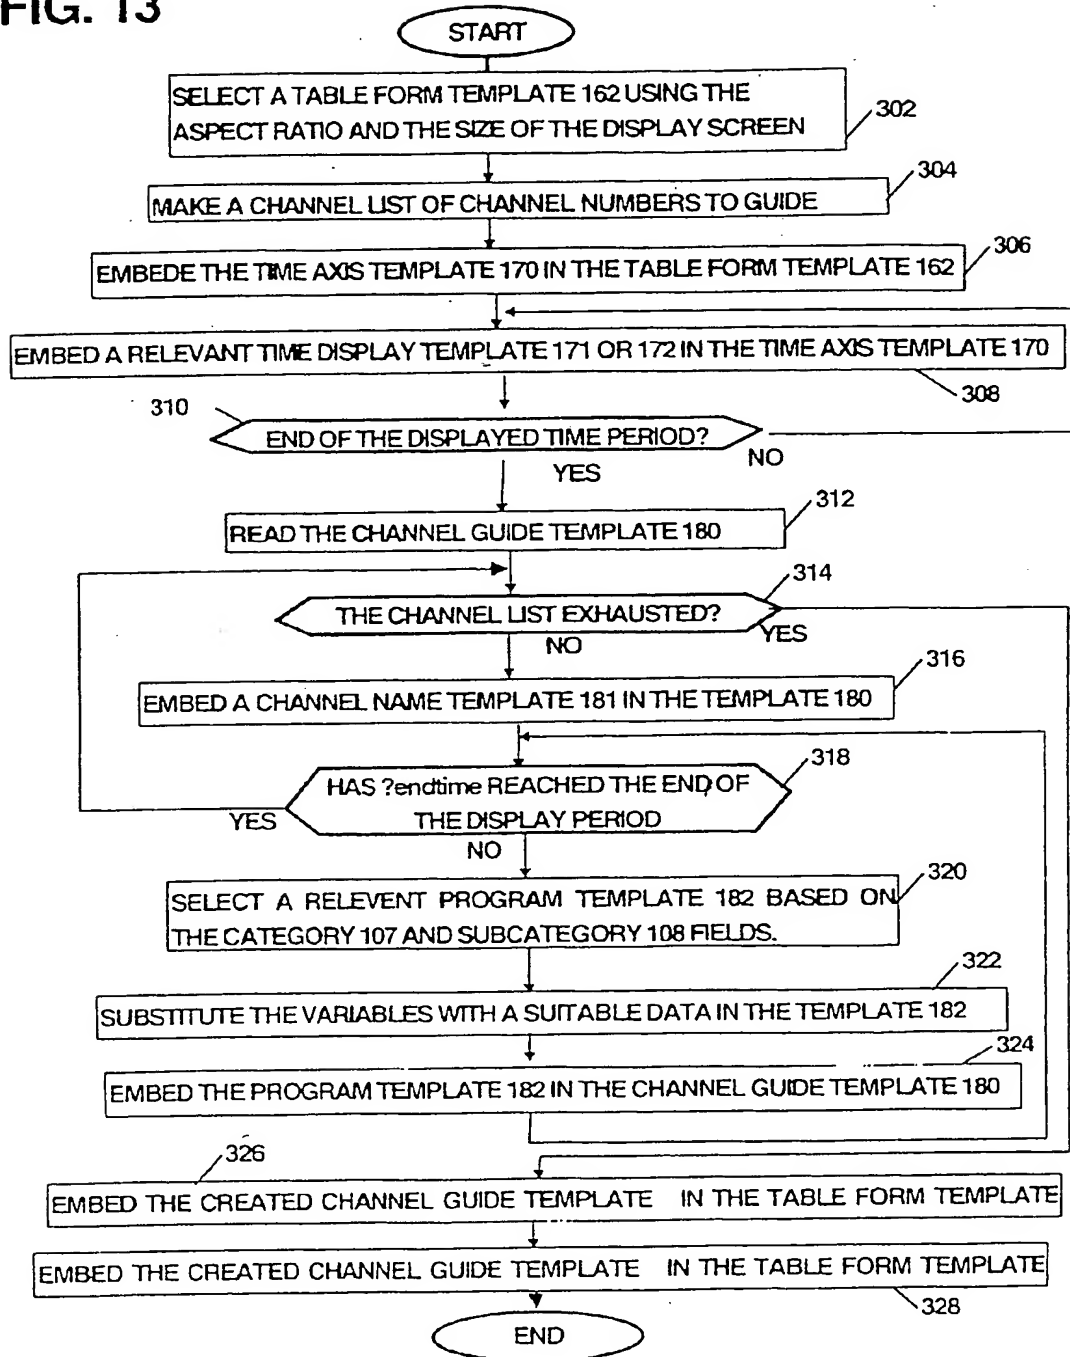 FIG. 13
START
SELECT A TABLE FORM TEMPLATE 162 USING THE
ASPECT RATIO AND THE SIZE OF THE DISPLAY SCREEN
302
304
MAKE A CHANNEL LIST OF CHANNEL NUMBERS TO GUIDE
306
EMBEDE THE TIME AXIS TEMPLATE 170 IN THE TABLE FORM TEMPLATE 162
EMBED A RELEVANT TIME DISPLAY TEMPLATE 171 OR 172 IN THE TIME AXIS TEMPLATE 170
308
310
END OF THE DISPLAYED TIME PERIOD?
NO
YES
312
READ THE CHANNEL GUIDE TEMPLATE 180
314
THE CHANNEL LIST EXHAUSTED?
YES
NO
316
EMBED A CHANNEL NAME TEMPLATE 181 IN THE TEMPLATE 180
318
HAS ?endtime REACHED THE END OF
THE DISPLAY PERIOD
YES
NO
320
SELECT A RELEVENT PROGRAM TEMPLATE 182 BASED ON
THE CATEGORY 107 AND SUBCATEGORY 108 FIELDS.
322
SUBSTITUTE THE VARIABLES WITH A SUITABLE DATA IN THE TEMPLATE 182
324
EMBED THE PROGRAM TEMPLATE 182 IN THE CHANNEL GUIDE TEMPLATE 180
326
EMBED THE CREATED CHANNEL GUIDE TEMPLATE IN THE TABLE FORM TEMPLATE
EMBED THE CREATED CHANNEL GUIDE TEMPLATE IN THE TABLE FORM TEMPLATE
328
END